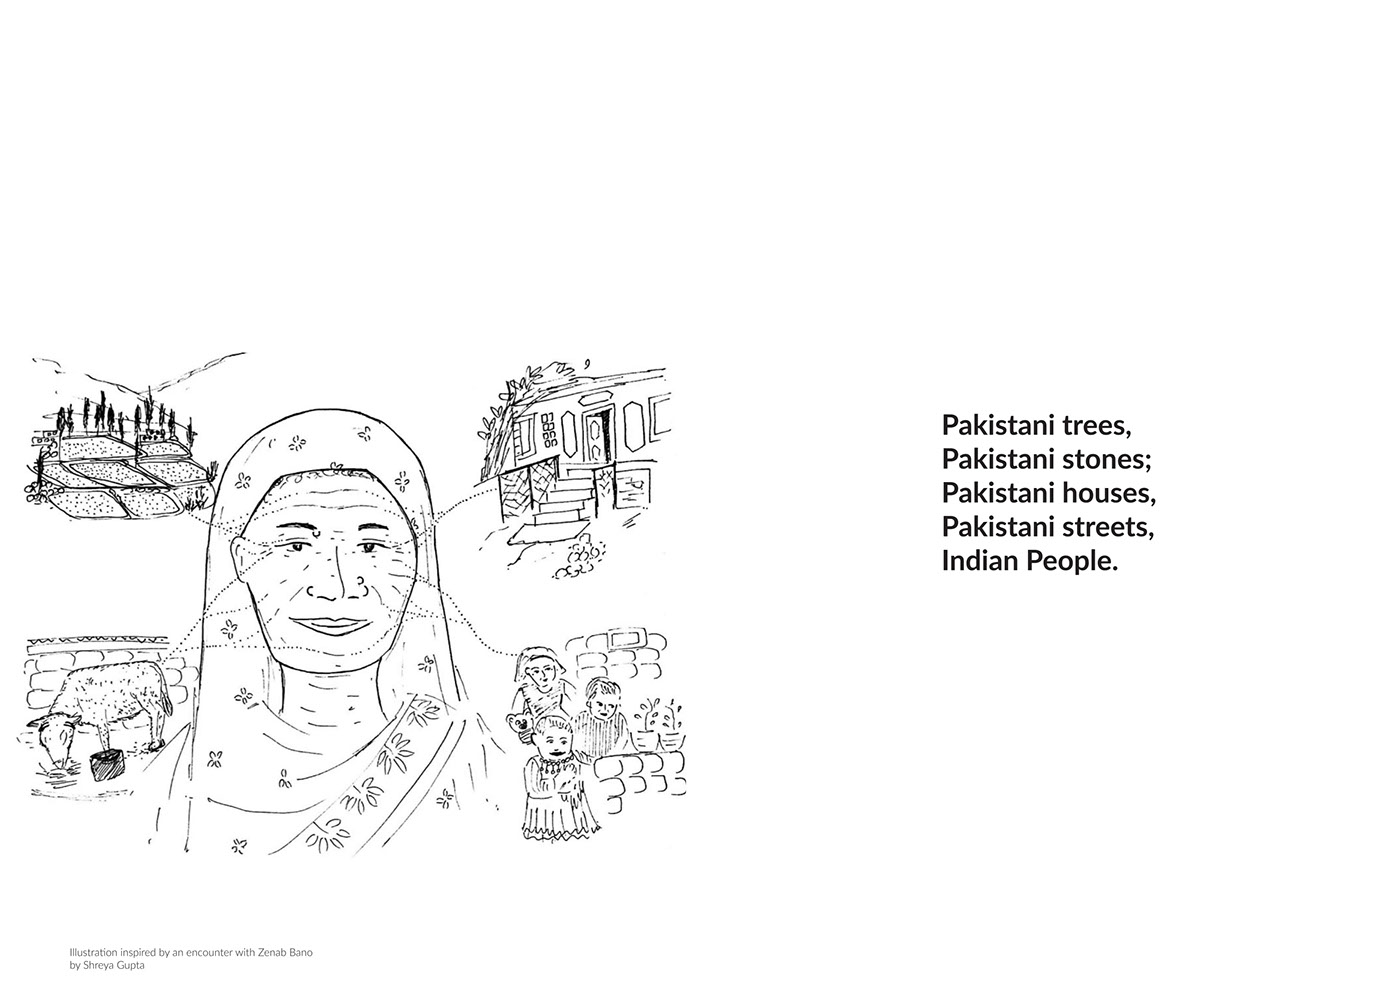 Pakistani trees,
Pakistani stones;
Pakistani houses,
Pakistani streets,
Indian People.
Illustration inspired by an encounter with Zenab Bano
by Shreya Gupta